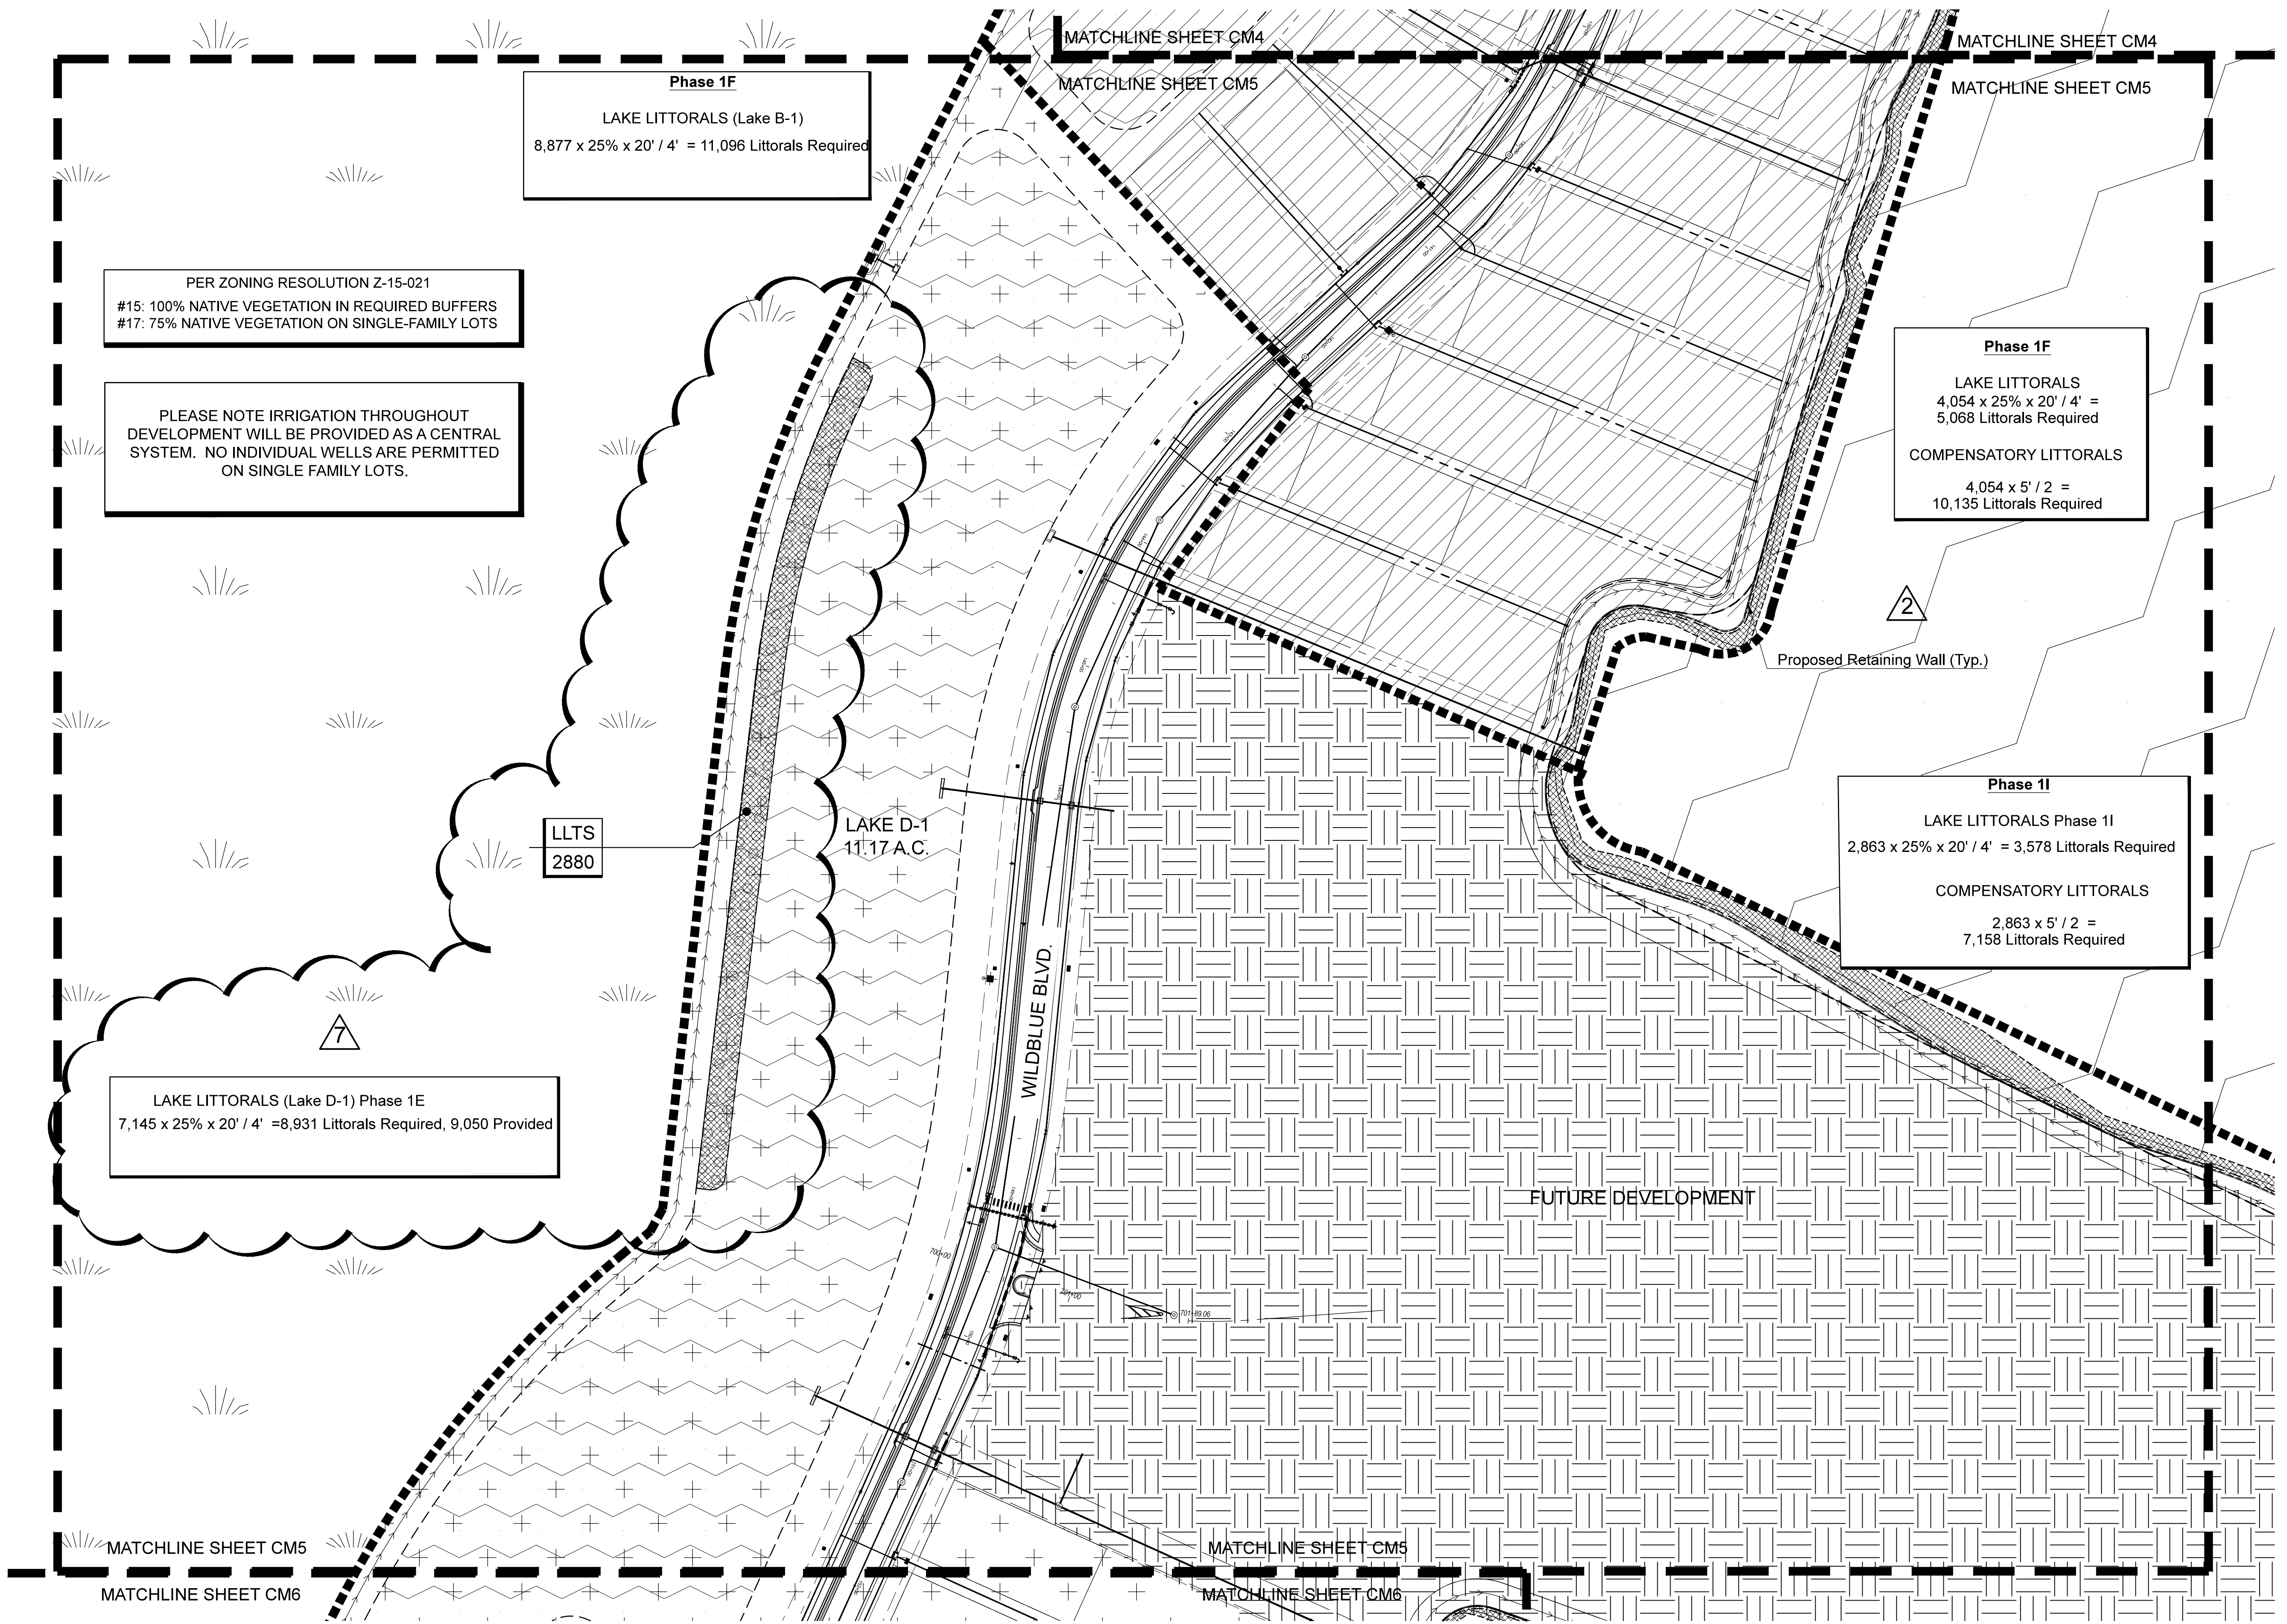 MATCHLINE SHEET CM4
MATCHLINE SHEET CM5
MATCHLINE SHEET CM4
MATCHLINE SHEET CM5
Phase 1F
LAKE LITTORALS (Lake B-1)
8,877 x 25% x 20' / 4' = 11,096 Littorals Required
PER ZONING RESOLUTION Z-15-021
#15: 100% NATIVE VEGETATION IN REQUIRED BUFFERS
#17: 75% NATIVE VEGETATION ON SINGLE-FAMILY LOTS
PLEASE NOTE IRRIGATION THROUGHOUT
DEVELOPMENT WILL BE PROVIDED AS A CENTRAL
SYSTEM. NO INDIVIDUAL WELLS ARE PERMITTED
ON SINGLE FAMILY LOTS.
Phase 1F
LAKE LITTORALS
4,054 x 25% x 20' / 4' =
5,068 Littorals Required
COMPENSATORY LITTORALS
4,054 x 5' / 2 =
10,135 Littorals Required
2
Proposed Retaining Wall (Typ.)
Phase 1I
LAKE LITTORALS Phase 1I
2,863 x 25% x 20' / 4' = 3,578 Littorals Required
COMPENSATORY LITTORALS
2,863 x 5' / 2 =
7,158 Littorals Required
LLTS
2880
LAKE D-1
11.17 A.C.
WILDBLUE BLVD.
7
LAKE LITTORALS (Lake D-1) Phase 1E
7,145 x 25% x 20' / 4' =8,931 Littorals Required, 9,050 Provided
FUTURE DEVELOPMENT
700+00
701+00
701+89.06
MATCHLINE SHEET CM5
MATCHLINE SHEET CM6
MATCHLINE SHEET CM5
MATCHLINE SHEET CM6